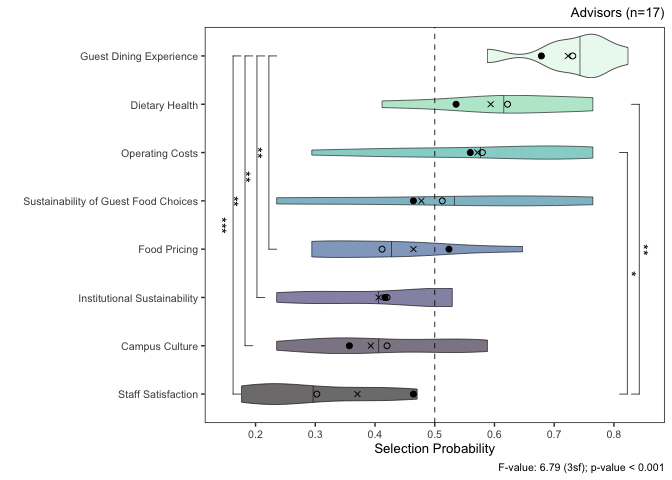 Advisors (n=17)
Guest Dining Experience
Dietary Health
Operating Costs
Sustainability of Guest Food Choices
Food Pricing
Institutional Sustainability
Campus Culture
Staff Satisfaction
***
**
**
**
*
**
0.2 0.3 0.4 0.5 0.6 0.7 0.8
Selection Probability
F-value: 6.79 (3sf); p-value < 0.001